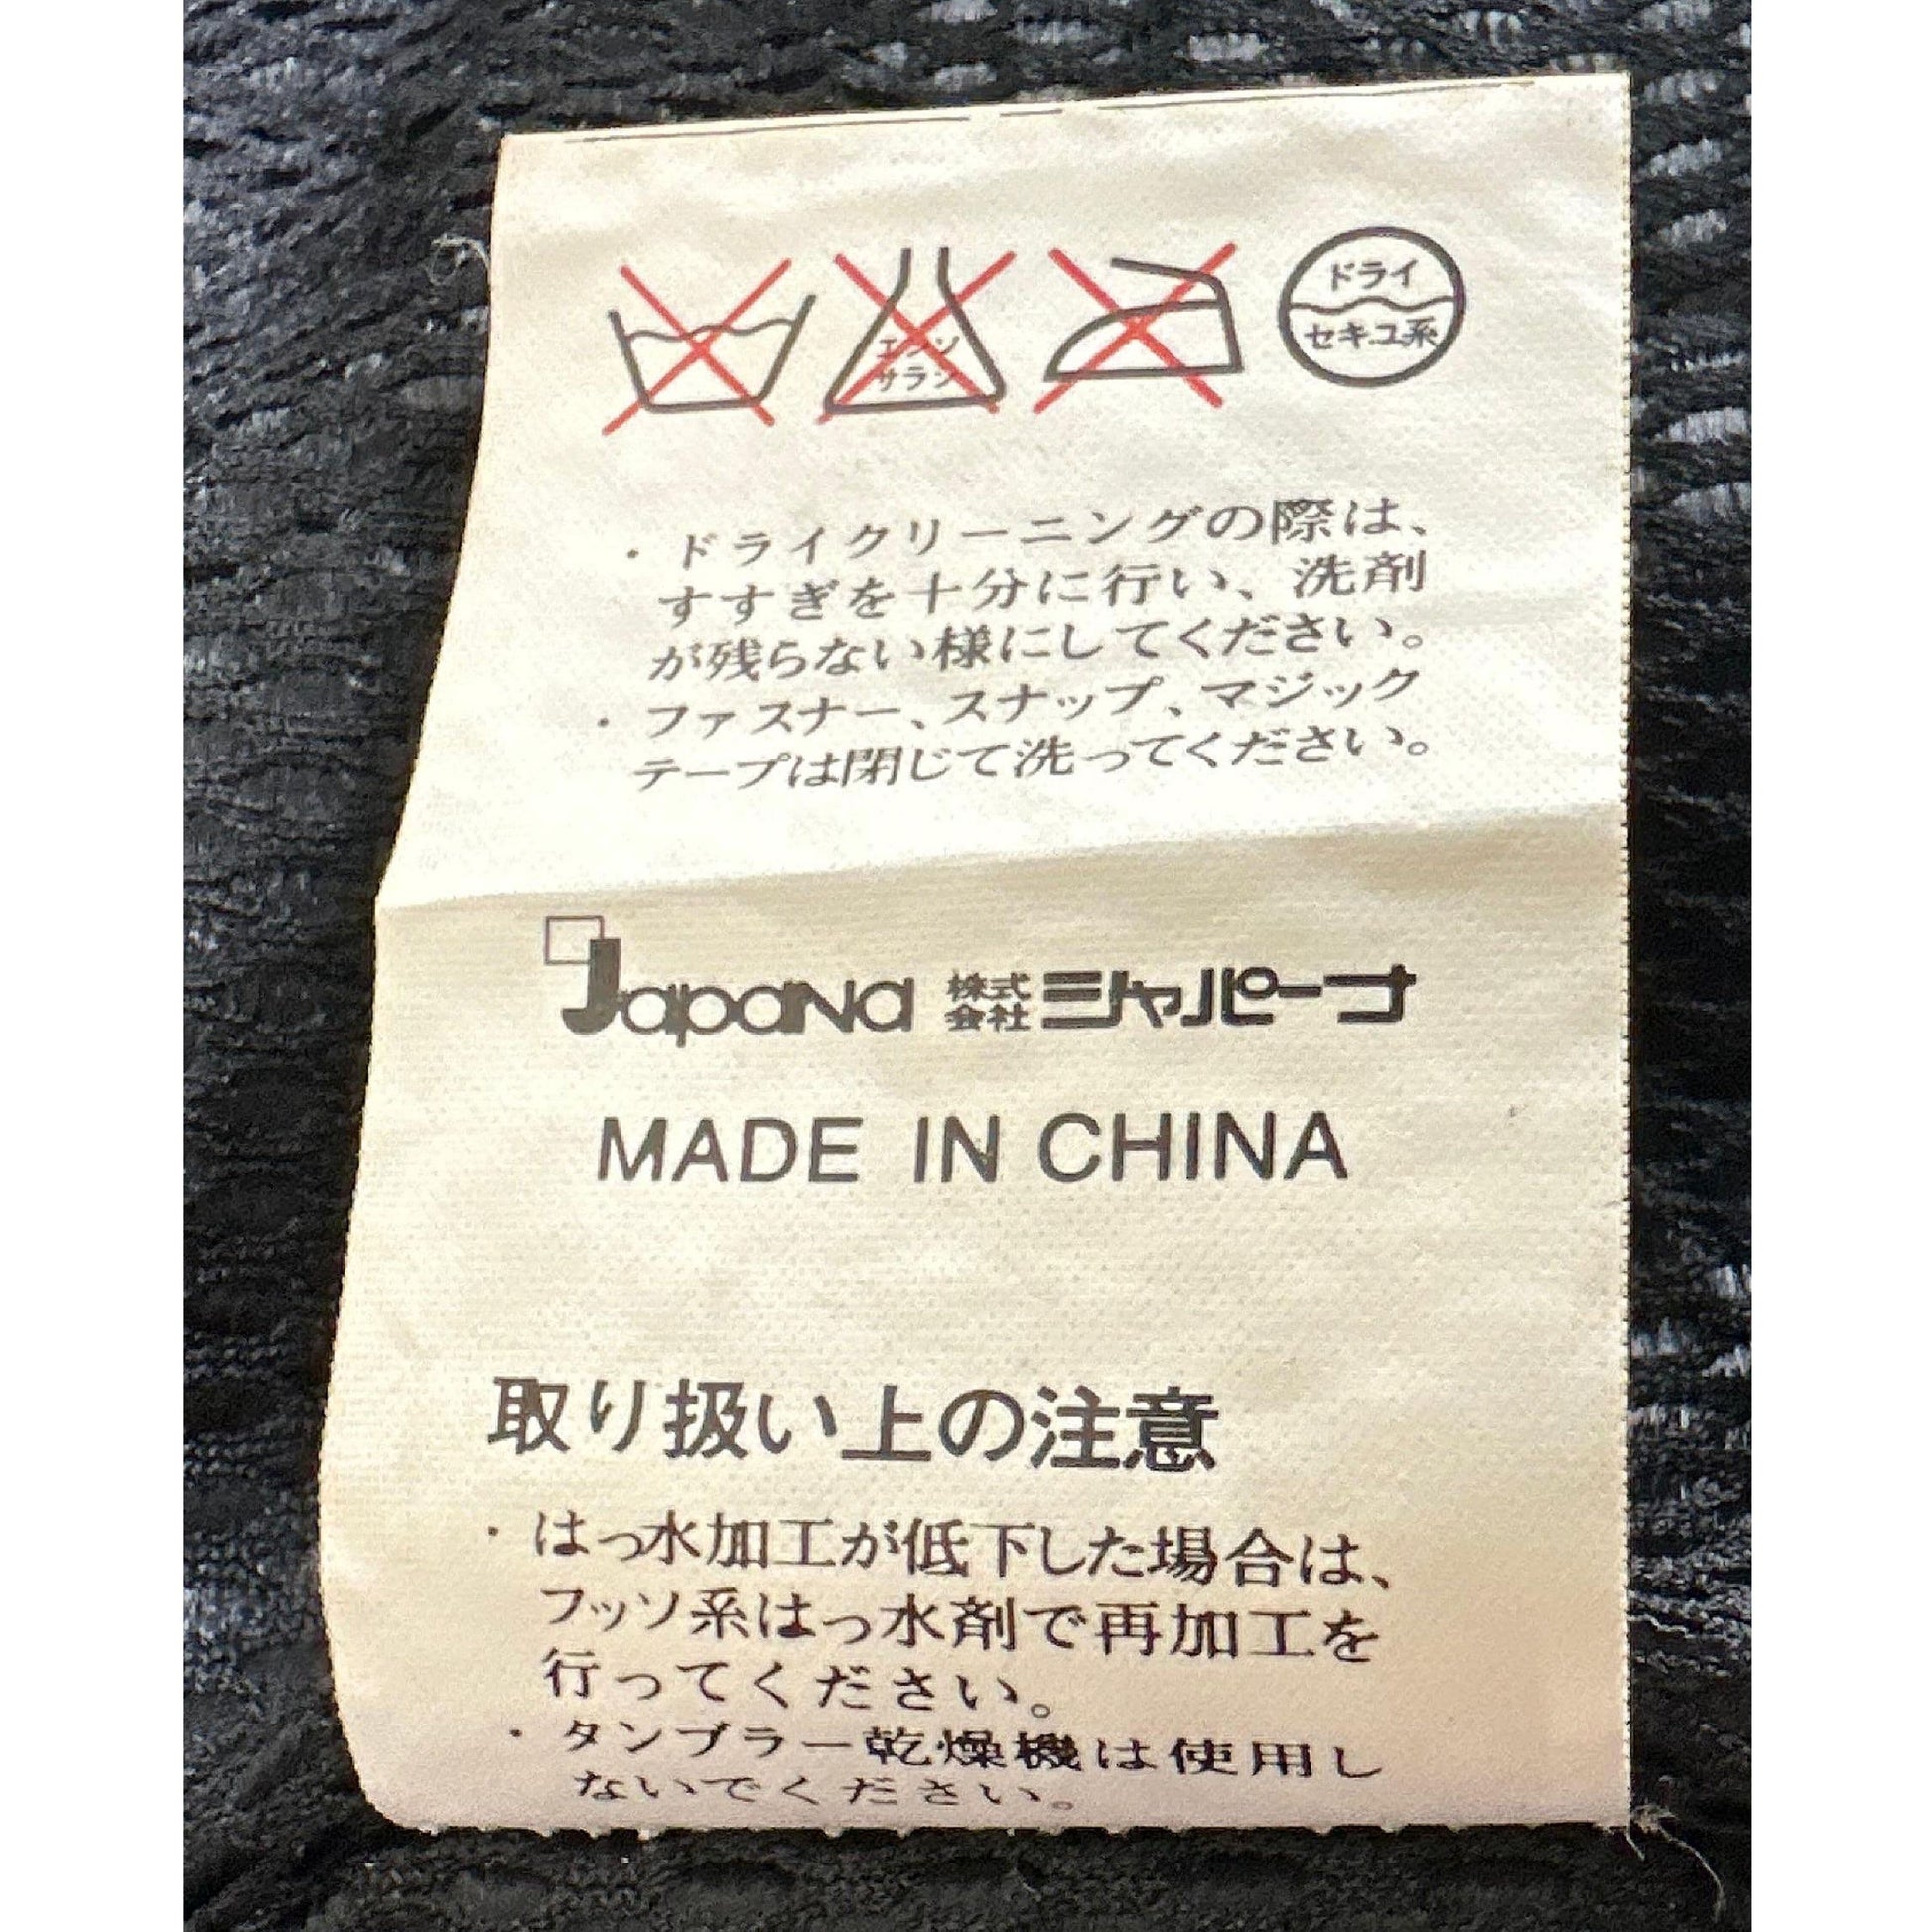 エンソ
サラシ
ドライ
セキユ系
・ドライクリーニングの際は、
すすぎを十分に行い、洗剤
が残らない様にしてください。
・ファスナー、スナップ、マジック
テープは閉じて洗ってください。
Japana 株式会社 ジャパーナ
MADE IN CHINA
取り扱い上の注意
・はっ水加工が低下した場合は、
フッソ系はっ水剤で再加工を
行ってください。
・タンブラー乾燥機は使用し
ないでください。